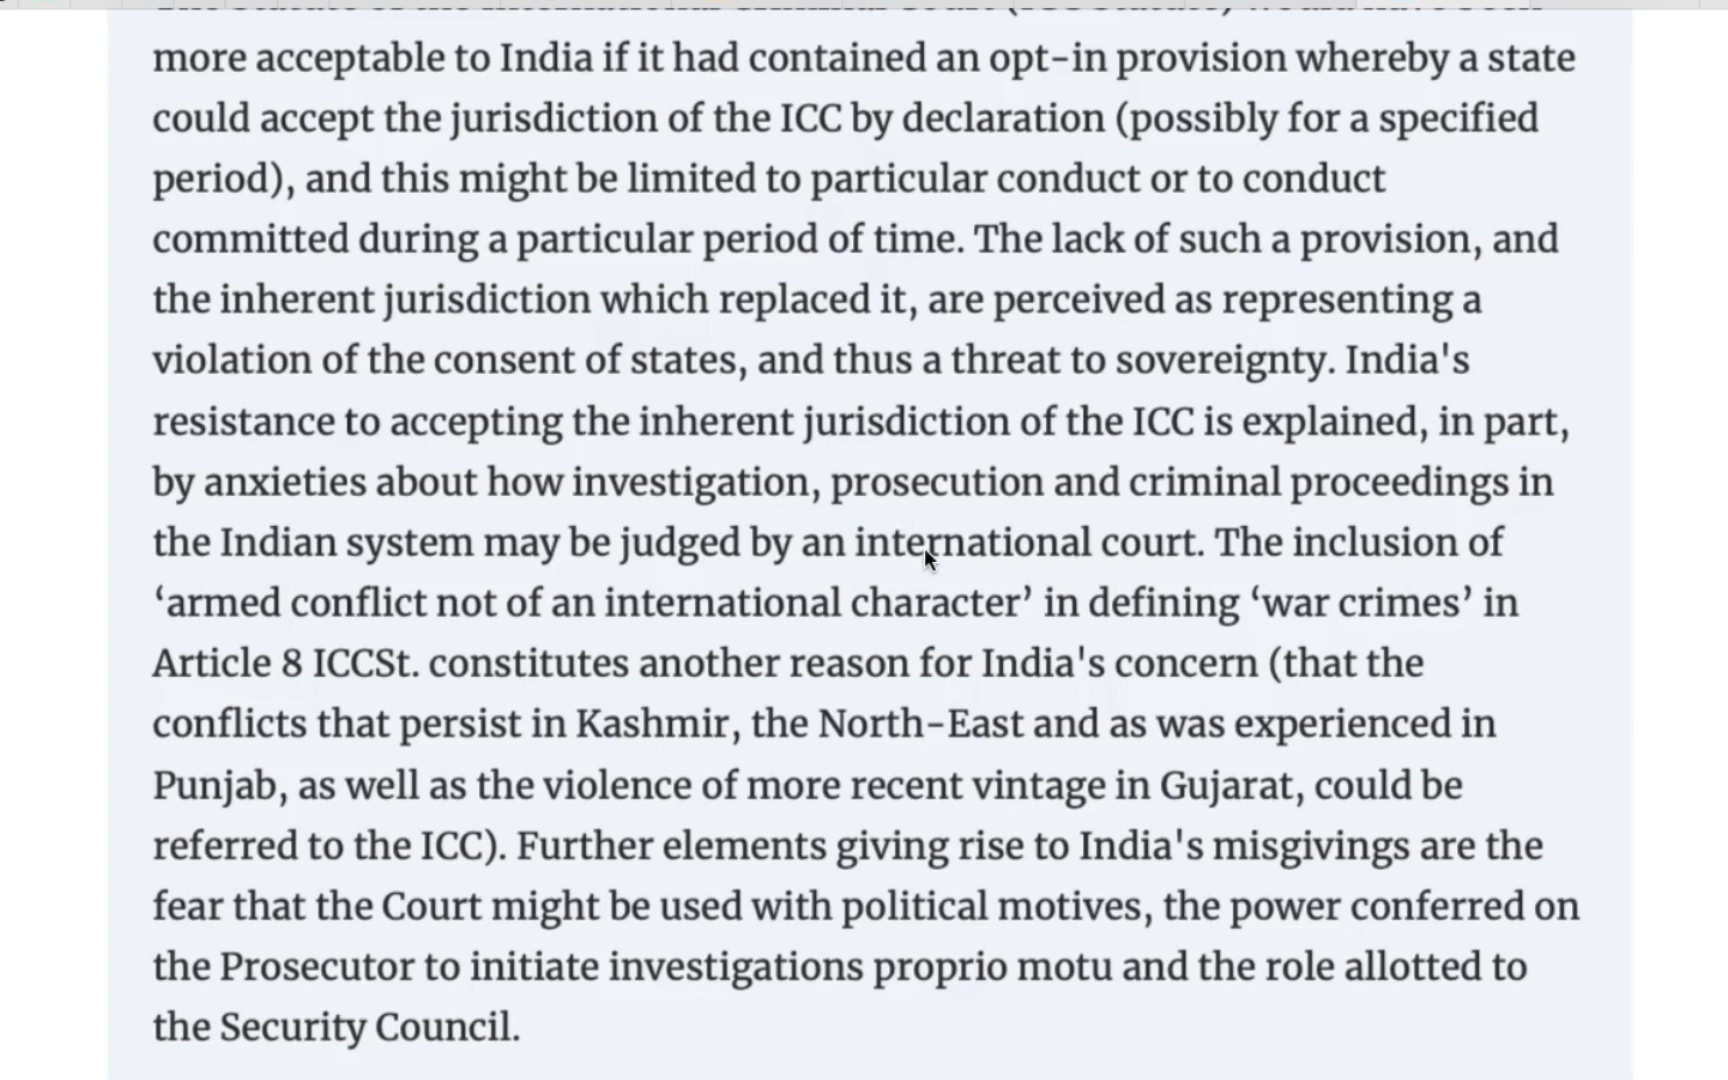 more acceptable to India if it had contained an opt-in provision whereby a state
could accept the jurisdiction of the ICC by declaration (possibly for a specified
period), and this might be limited to particular conduct or to conduct
committed during a particular period of time. The lack of such a provision, and
the inherent jurisdiction which replaced it, are perceived as representing a
violation of the consent of states, and thus a threat to sovereignty. India's
resistance to accepting the inherent jurisdiction of the ICC is explained, in part,
by anxieties about how investigation, prosecution and criminal proceedings in
the Indian system may be judged by an international court. The inclusion of
‘armed conflict not of an international character’ in defining ‘war crimes’ in
Article 8 ICCSt. constitutes another reason for India's concern (that the
conflicts that persist in Kashmir, the North-East and as was experienced in
Punjab, as well as the violence of more recent vintage in Gujarat, could be
referred to the ICC). Further elements giving rise to India's misgivings are the
fear that the Court might be used with political motives, the power conferred on
the Prosecutor to initiate investigations proprio motu and the role allotted to
the Security Council.